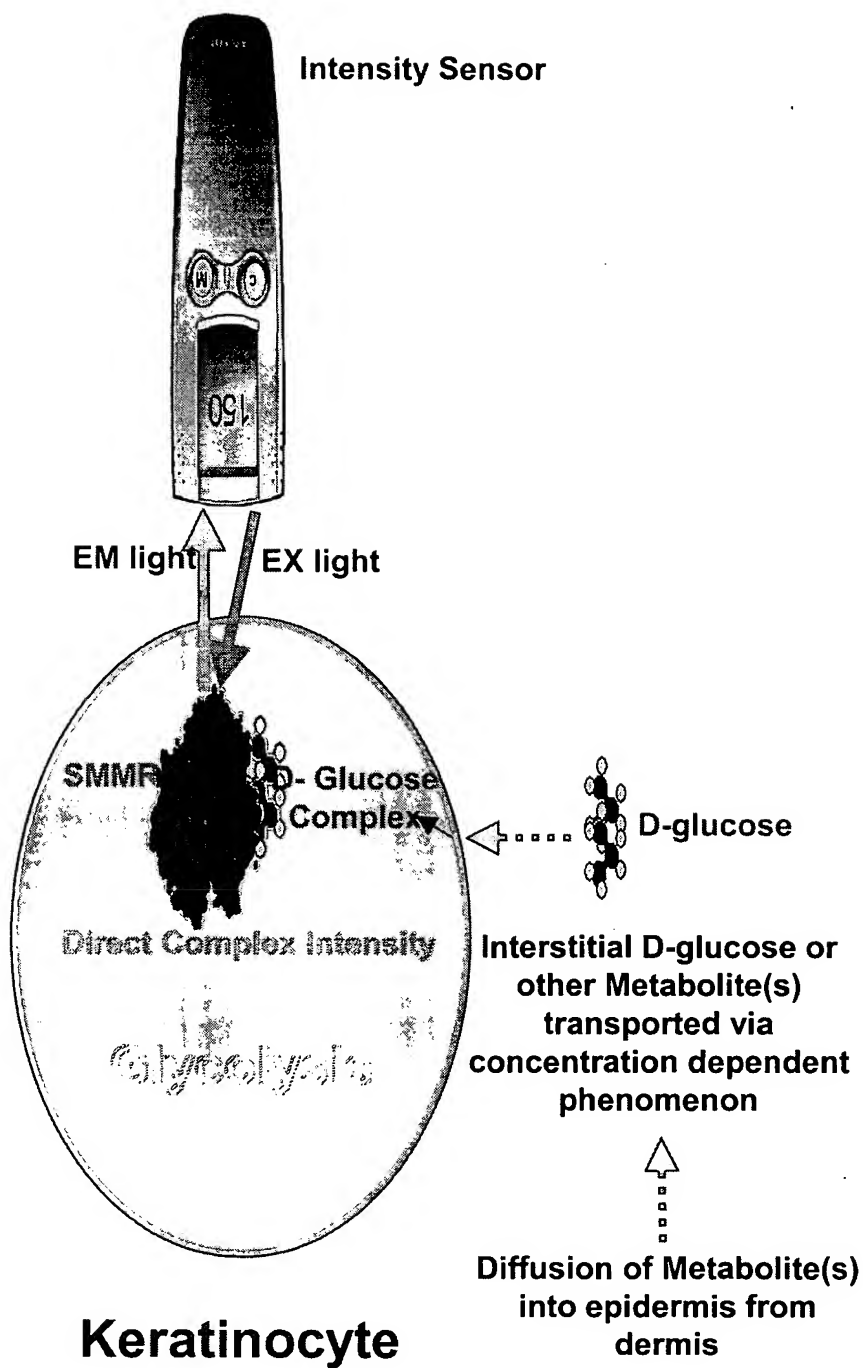 Intensity Sensor
M
C
150
EM light
EX light
SMMR
D- Glucose
Complex
D-glucose
Direct Complex Intensity
Interstitial D-glucose or
other Metabolite(s)
transported via
concentration dependent
phenomenon
Glycolysis
Diffusion of Metabolite(s)
into epidermis from
dermis
Keratinocyte